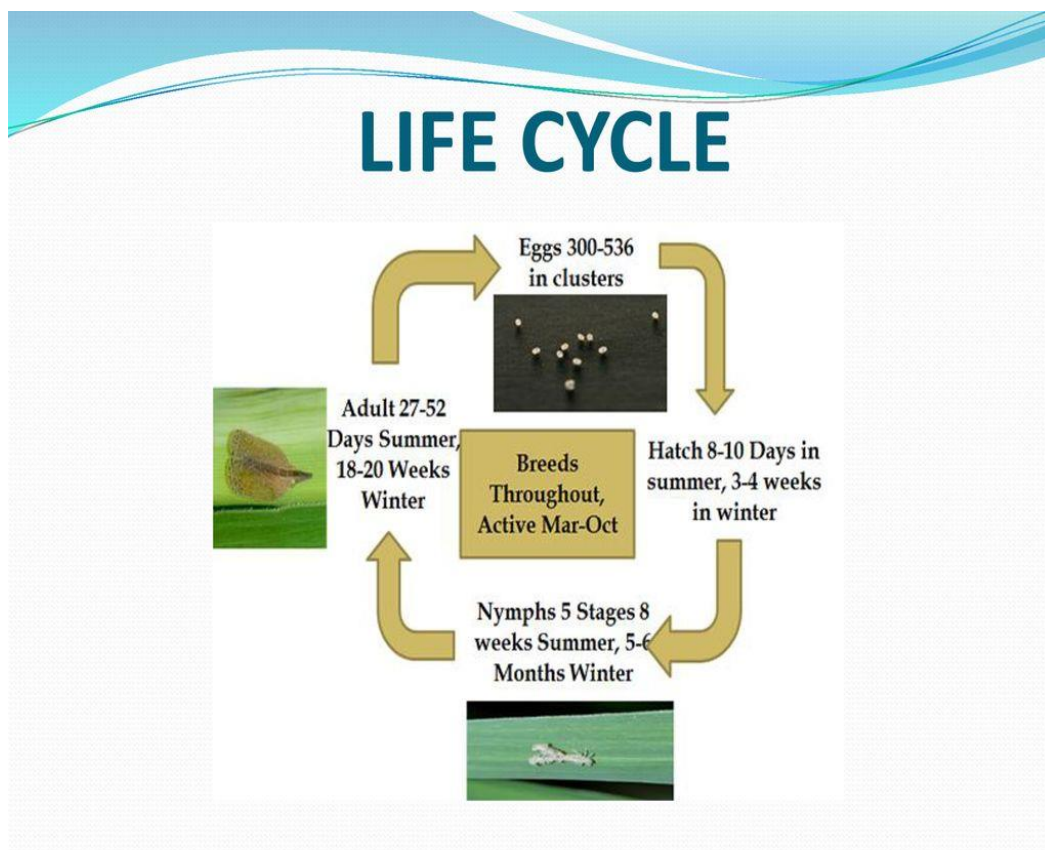 LIFE CYCLE
Eggs 300-536
in clusters
Hatch 8-10 Days in
summer, 3-4 weeks
in winter
Nymphs 5 Stages 8
weeks Summer, 5-6
Months Winter
Adult 27-52
Days Summer,
18-20 Weeks
Winter
Breeds
Throughout,
Active Mar-Oct